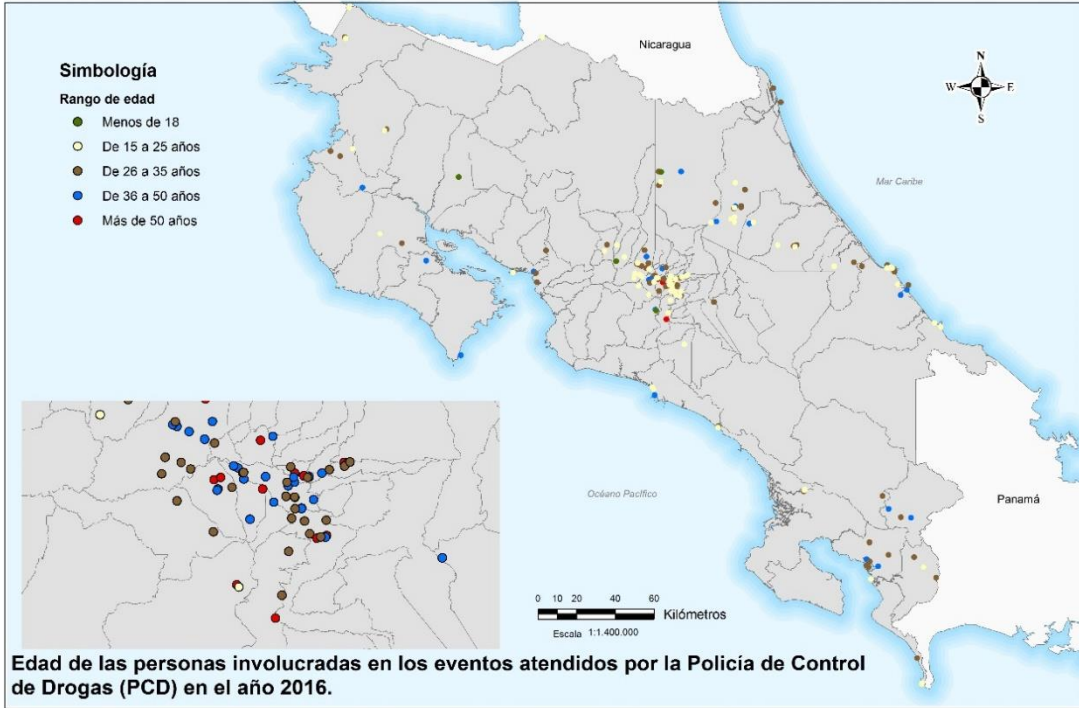 Nicaragua
N
W E
S
Simbología
Rango de edad
Menos de 18
De 15 a 25 años
De 26 a 35 años
De 36 a 50 años
Más de 50 años
Mar Caribe
Océano Pacífico
Panamá
0 10 20 40 60
Kilómetros
Escala 1:1.400.000
Edad de las personas involucradas en los eventos atendidos por la Policía de Control
de Drogas (PCD) en el año 2016.